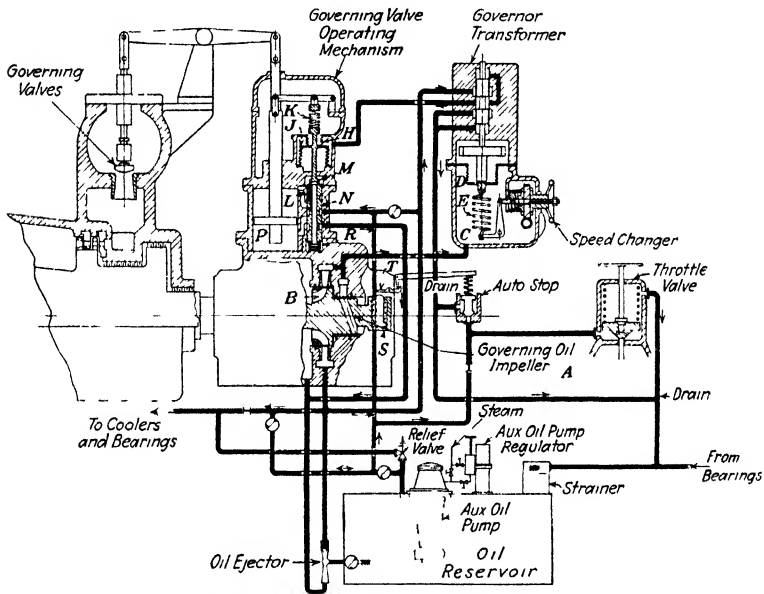 Governing Valve
Operating
Mechanism
Governor
Transformer
Governing
Valves
K
J
H
M
L
N
P
R
D
E
C
Speed Changer
T
Drain
Auto Stop
Throttle
Valve
B
S
Governing Oil
Impeller
A
Drain
To Coolers
and Bearings
Steam
Relief
Valve
Aux Oil Pump
Regulator
From
Bearings
Strainer
Aux Oil
Pump
Oil Ejector
Oil
Reservoir